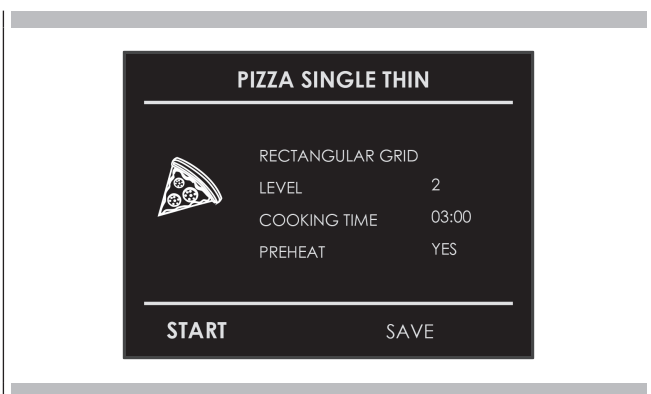 PIZZA SINGLE THIN
RECTANGULAR GRID
LEVEL 2
COOKING TIME 03:00
PREHEAT YES
START SAVE